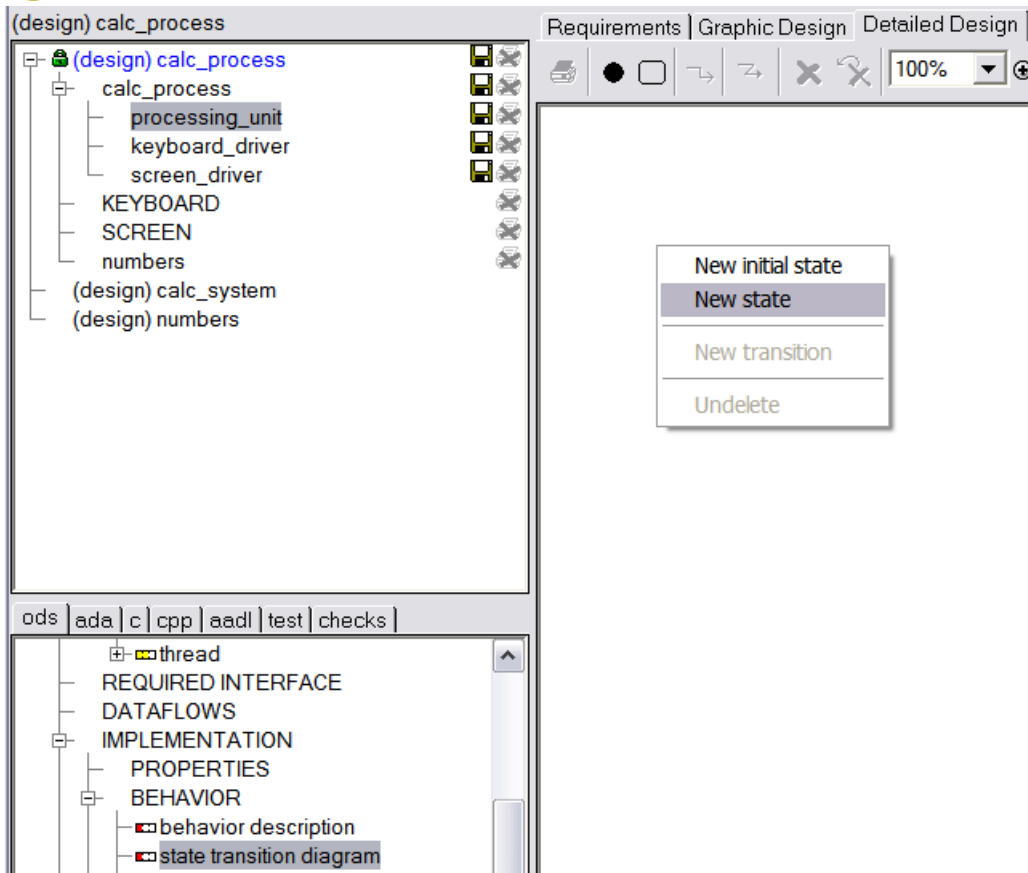 (design) calc_process
(design) calc_process
calc_process
processing_unit
keyboard_driver
screen_driver
KEYBOARD
SCREEN
numbers
(design) calc_system
(design) numbers
ods ada c cpp aadl test checks
thread
REQUIRED INTERFACE
DATAFLOWS
IMPLEMENTATION
PROPERTIES
BEHAVIOR
behavior description
state transition diagram
Requirements Graphic Design Detailed Design
100%
New initial state
New state
New transition
Undelete